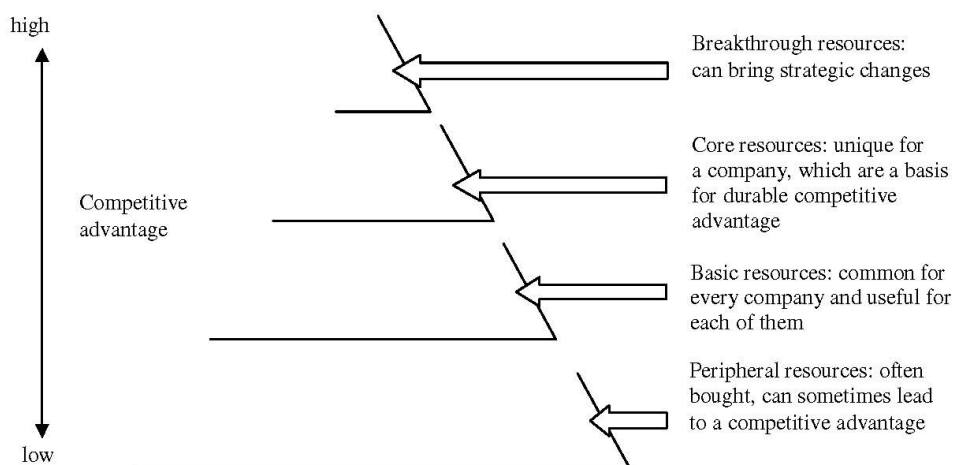 high
Breakthrough resources:
can bring strategic changes
Core resources: unique for
a company, which are a basis
for durable competitive
advantage
Competitive
advantage
Basic resources: common for
every company and useful for
each of them
Peripheral resources: often
bought, can sometimes lead
to a competitive advantage
low